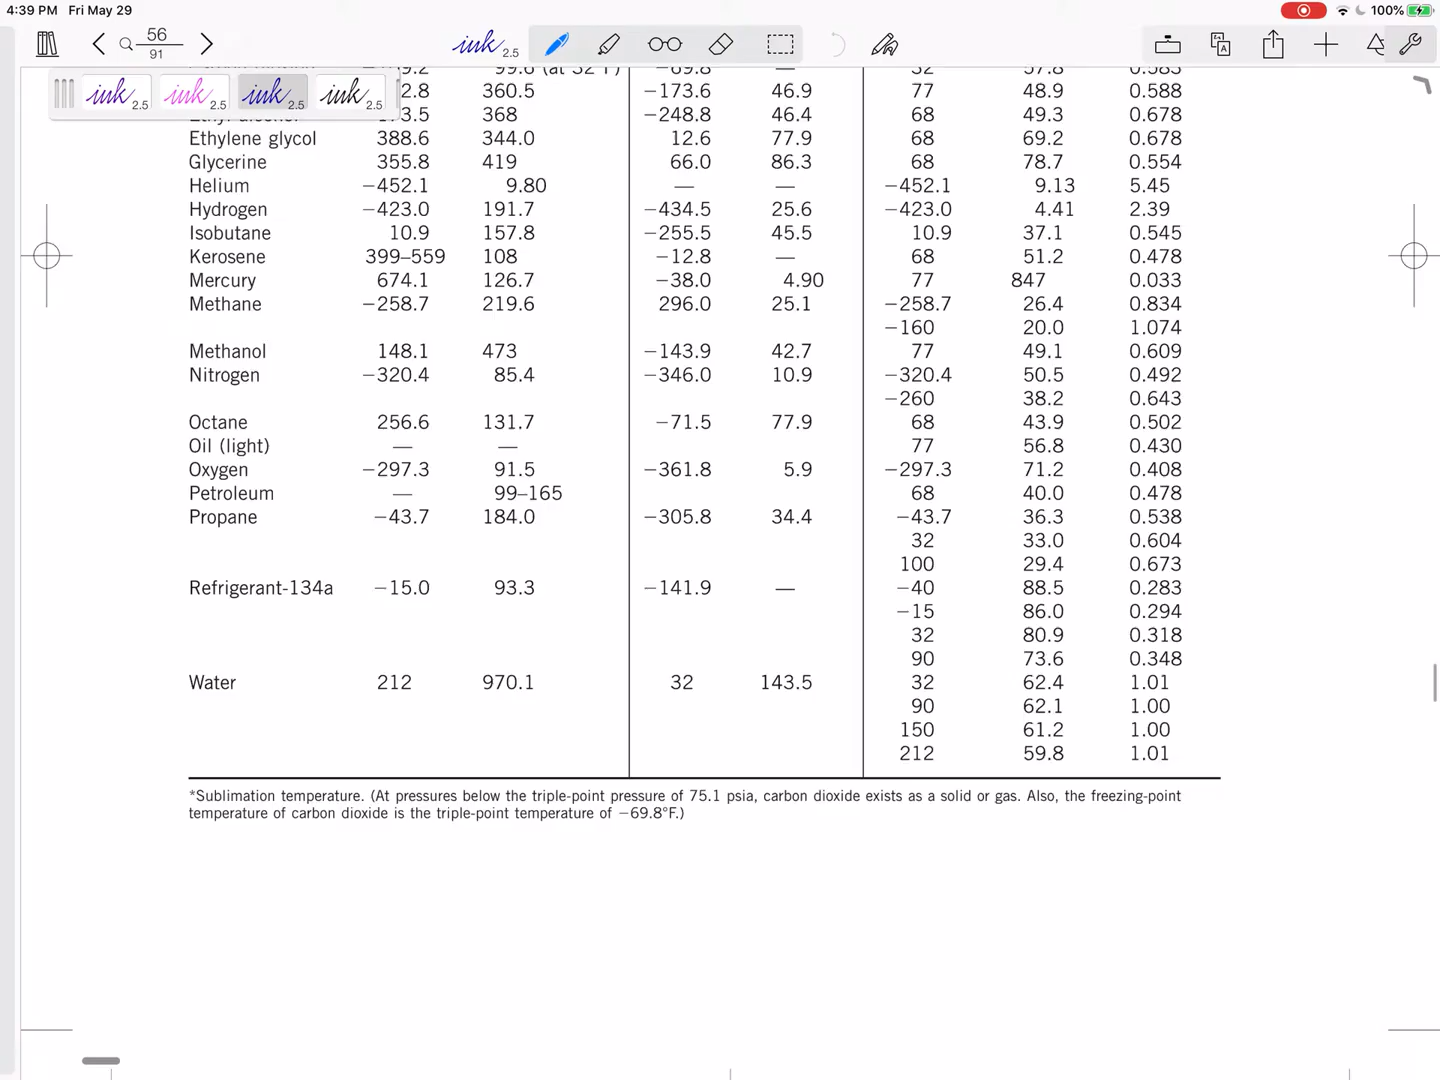 4:39 PM Fri May 29
100%
56
91
ink 2.5
ink 2.5 ink 2.5 ink 2.5 ink 2.5
99.6 (at 32 F) −69.8 — 32 57.8 0.583
2.8 360.5 −173.6 46.9 77 48.9 0.588
3.5 368 −248.8 46.4 68 49.3 0.678
Ethylene glycol 388.6 344.0 12.6 77.9 68 69.2 0.678
Glycerine 355.8 419 66.0 86.3 68 78.7 0.554
Helium −452.1 9.80 — — −452.1 9.13 5.45
Hydrogen −423.0 191.7 −434.5 25.6 −423.0 4.41 2.39
Isobutane 10.9 157.8 −255.5 45.5 10.9 37.1 0.545
Kerosene 399–559 108 −12.8 — 68 51.2 0.478
Mercury 674.1 126.7 −38.0 4.90 77 847 0.033
Methane −258.7 219.6 296.0 25.1 −258.7 26.4 0.834
−160 20.0 1.074
Methanol 148.1 473 −143.9 42.7 77 49.1 0.609
Nitrogen −320.4 85.4 −346.0 10.9 −320.4 50.5 0.492
−260 38.2 0.643
Octane 256.6 131.7 −71.5 77.9 68 43.9 0.502
Oil (light) — — 77 56.8 0.430
Oxygen −297.3 91.5 −361.8 5.9 −297.3 71.2 0.408
Petroleum — 99–165 68 40.0 0.478
Propane −43.7 184.0 −305.8 34.4 −43.7 36.3 0.538
32 33.0 0.604
100 29.4 0.673
Refrigerant-134a −15.0 93.3 −141.9 — −40 88.5 0.283
−15 86.0 0.294
32 80.9 0.318
90 73.6 0.348
Water 212 970.1 32 143.5 32 62.4 1.01
90 62.1 1.00
150 61.2 1.00
212 59.8 1.01
*Sublimation temperature. (At pressures below the triple-point pressure of 75.1 psia, carbon dioxide exists as a solid or gas. Also, the freezing-point
temperature of carbon dioxide is the triple-point temperature of −69.8°F.)